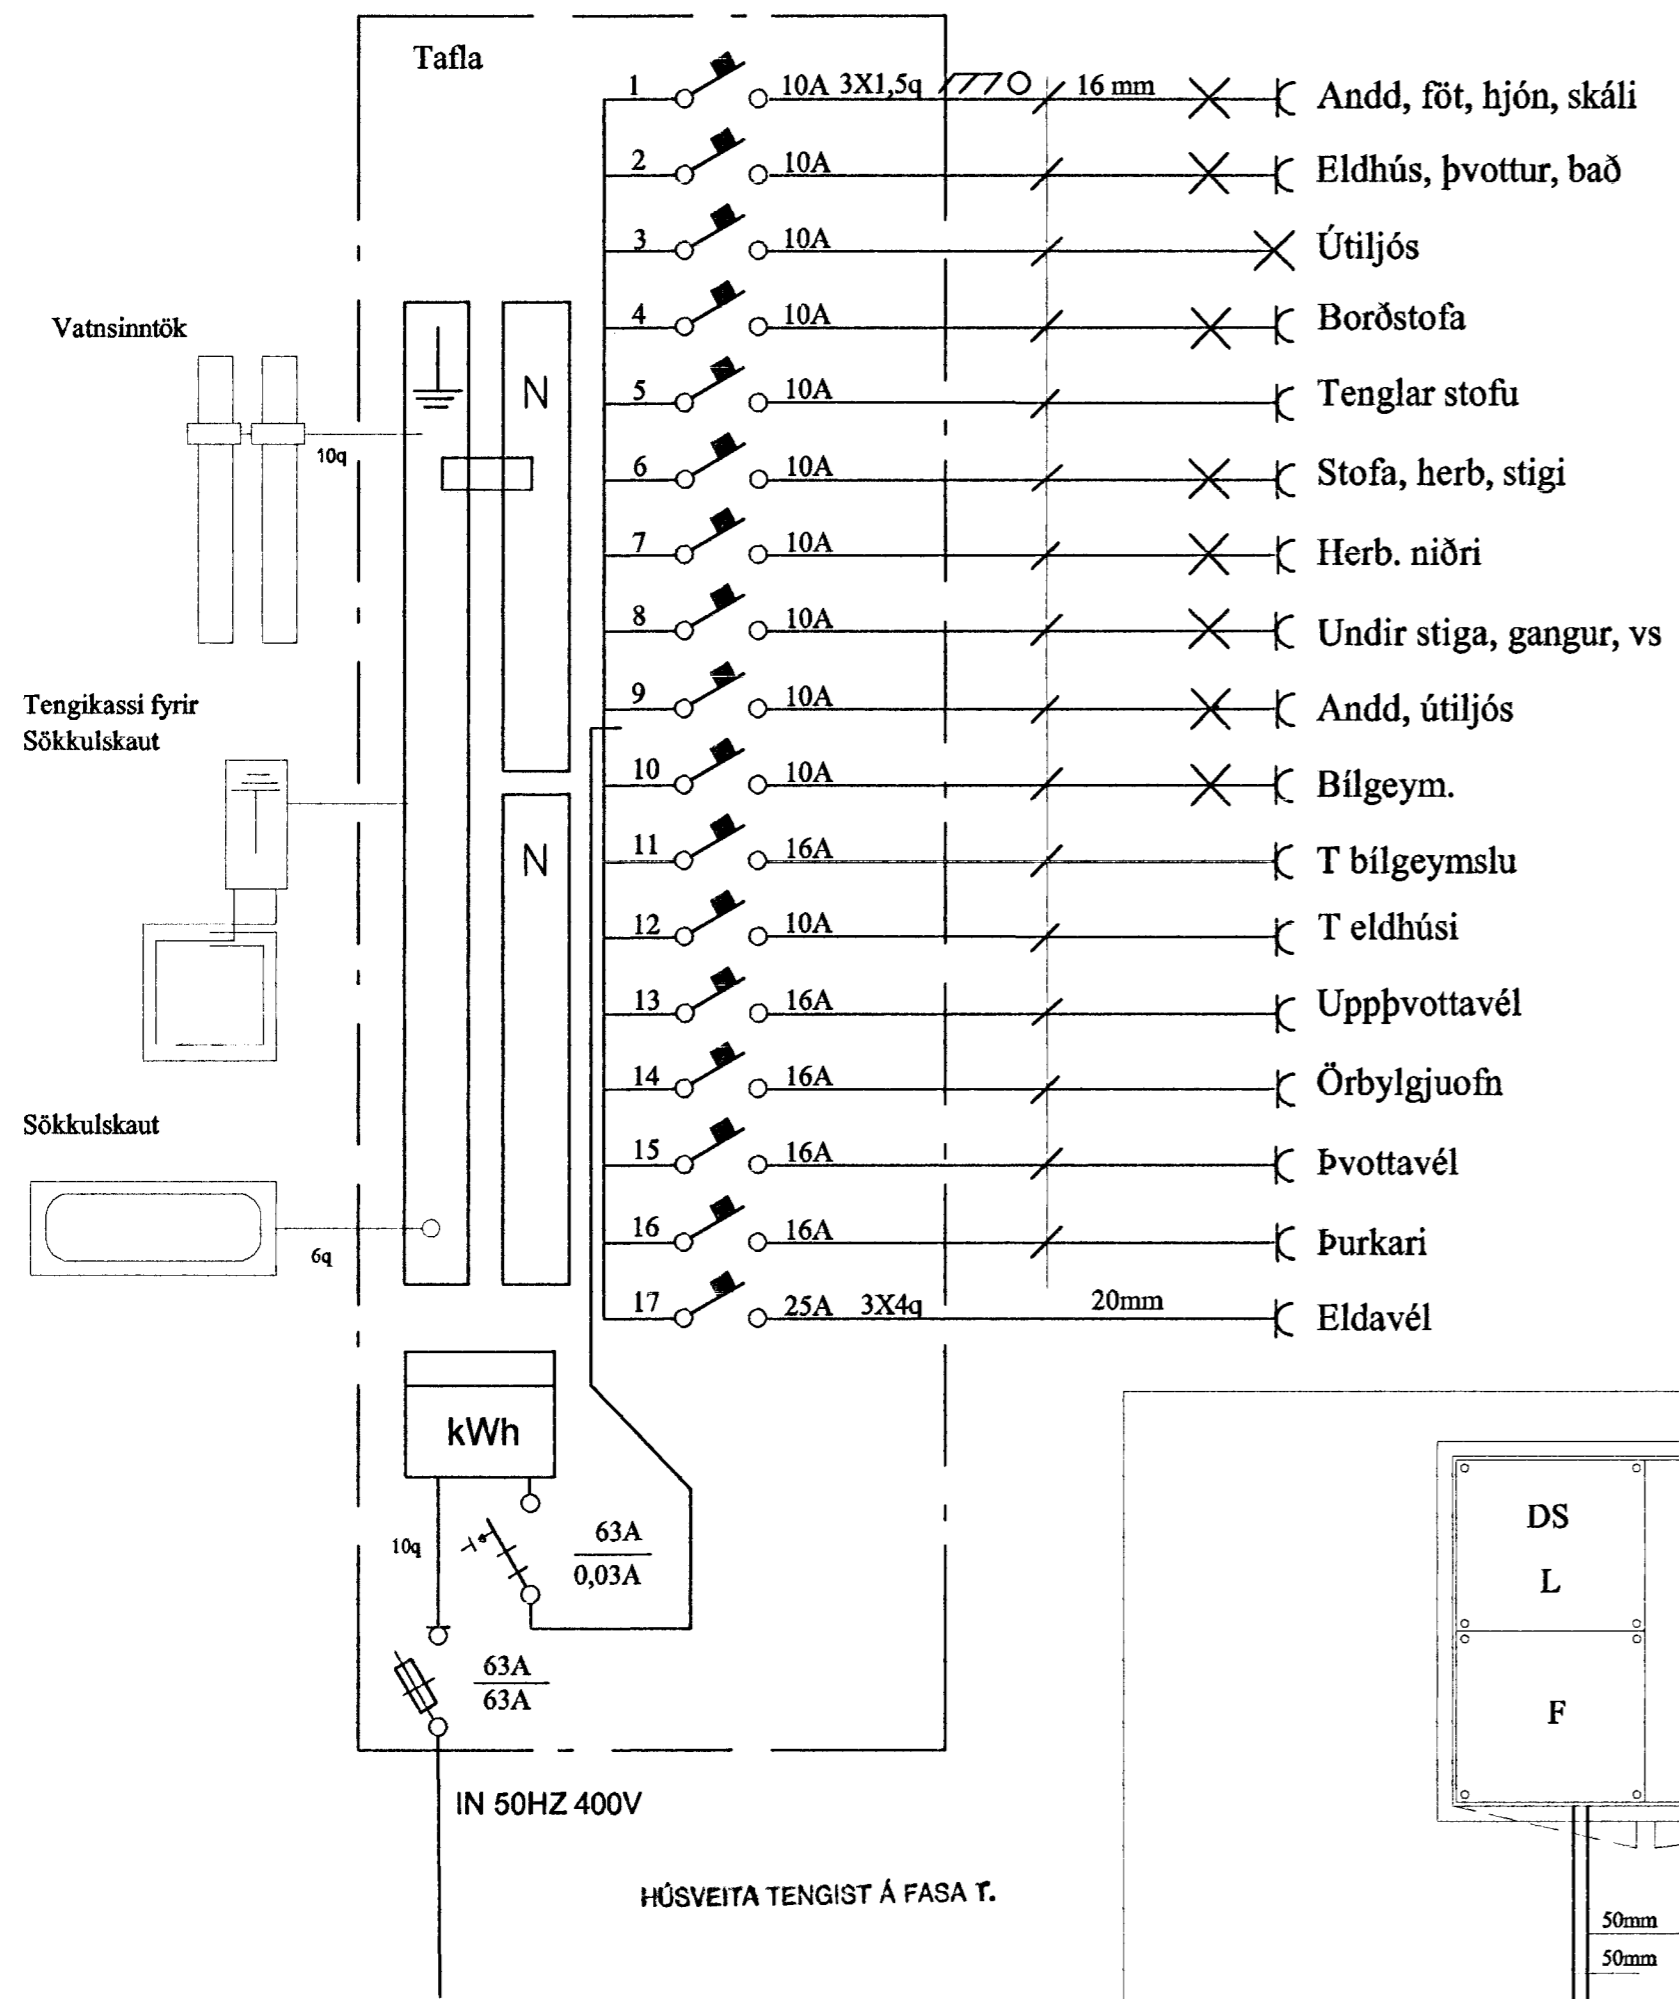 Tafla
1 10A 3X1,5q 16 mm Andd, föt, hjón, skáli
2 10A Eldhús, þvottur, bað
3 10A Útiljós
4 10A Borðstofa
5 10A Tenglar stofu
6 10A Stofa, herb, stigi
7 10A Herb. niðri
8 10A Undir stiga, gangur, vs
9 10A Andd, útiljós
10 10A Bílgeym.
11 16A T bílgeymslu
12 10A T eldhúsi
13 16A Uppþvottavél
14 16A Örbylgjuofn
15 16A Þvottavél
16 16A Þurkari
17 25A 3X4q 20mm Eldavél
Vatnsinntök
10q
N
Tengikassi fyrir
Sökkulskaut
N
Sökkulskaut
6q
kWh
10q
63A
0,03A
63A
63A
IN 50HZ 400V
HÚSVEITA TENGIST Á FASA T.
DS
L
F
50mm
50mm